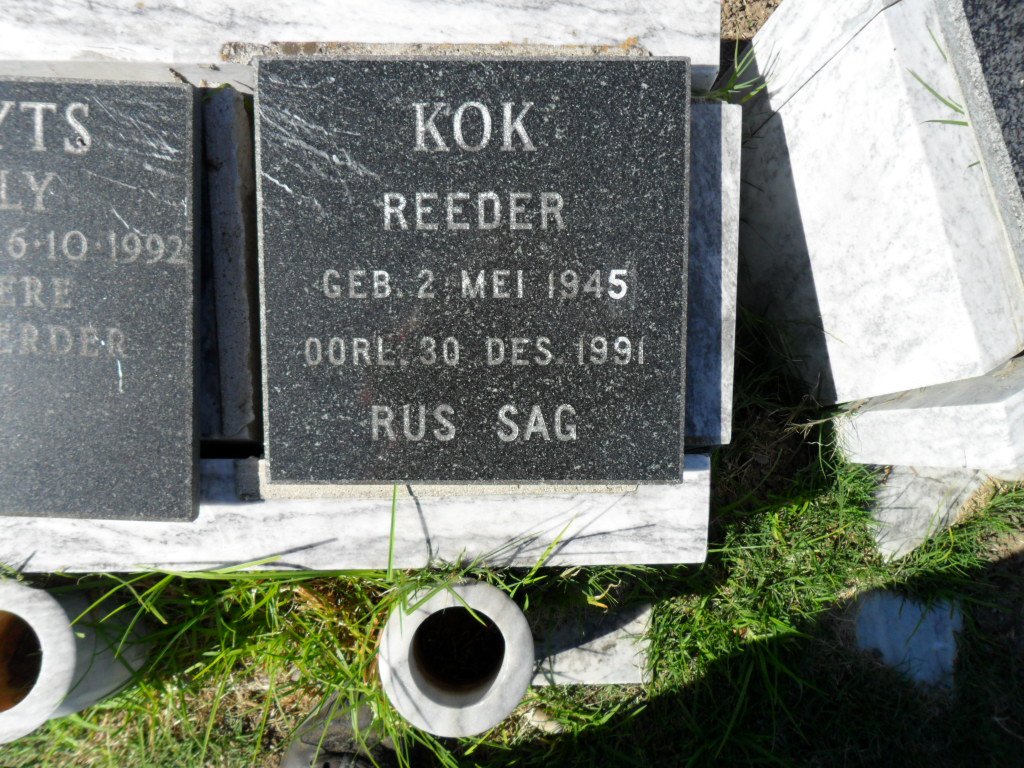 KOK
REEDER
GEB. 2 MEI 1945
OORL. 30 DES. 1991
RUS SAG
YTS
LY
6·10·1992
ERE
ERDER